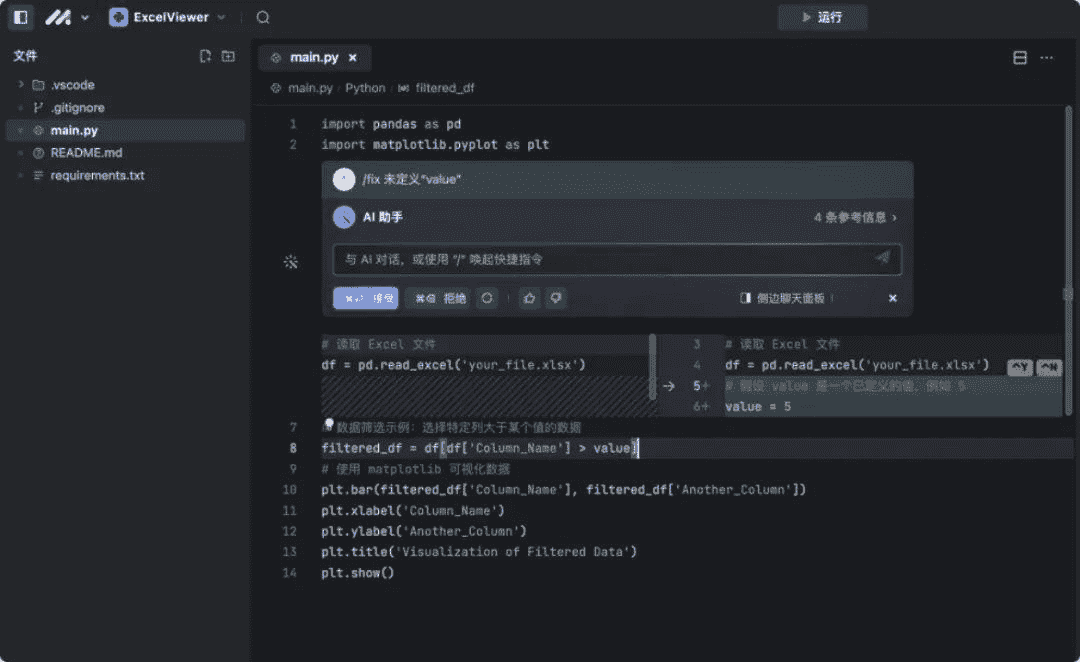 ExcelViewer
运行
文件
main.py
.vscode
.gitignore
main.py
README.md
requirements.txt
main.py Python filtered_df
1 import pandas as pd
2 import matplotlib.pyplot as plt
/fix 未定义“value”
AI 助手
4 条参考信息
与 AI 对话，或使用 “/” 唤起快捷指令
接受
拒绝
侧边聊天面板
# 读取 Excel 文件
df = pd.read_excel('your_file.xlsx')
3 # 读取 Excel 文件
4 df = pd.read_excel('your_file.xlsx')
^Y ^N
5+ # 假设 value 是一个已定义的值，例如 5
6+ value = 5
7 数据筛选示例：选择特定列大于某个值的数据
8 filtered_df = df[df['Column_Name'] > value]
9 # 使用 matplotlib 可视化数据
10 plt.bar(filtered_df['Column_Name'], filtered_df['Another_Column'])
11 plt.xlabel('Column_Name')
12 plt.ylabel('Another_Column')
13 plt.title('Visualization of Filtered Data')
14 plt.show()